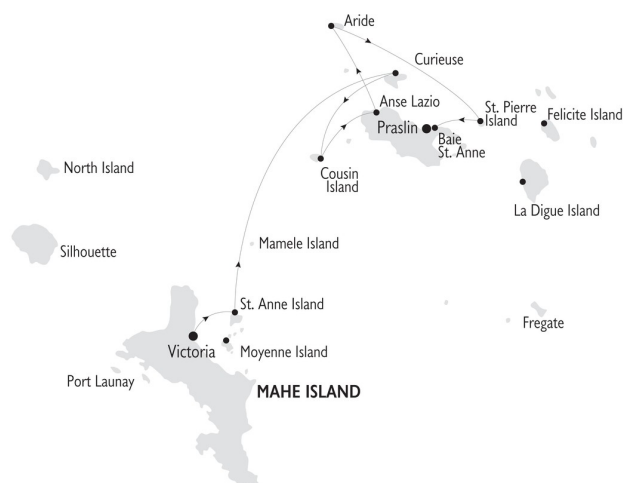 Aride
Curieuse
Anse Lazio
St. Pierre
Island
Felicite Island
Praslin
Baie
St. Anne
North Island
Cousin
Island
La Digue Island
Mamele Island
Silhouette
St. Anne Island
Fregate
Victoria
Moyenne Island
Port Launay
MAHE ISLAND